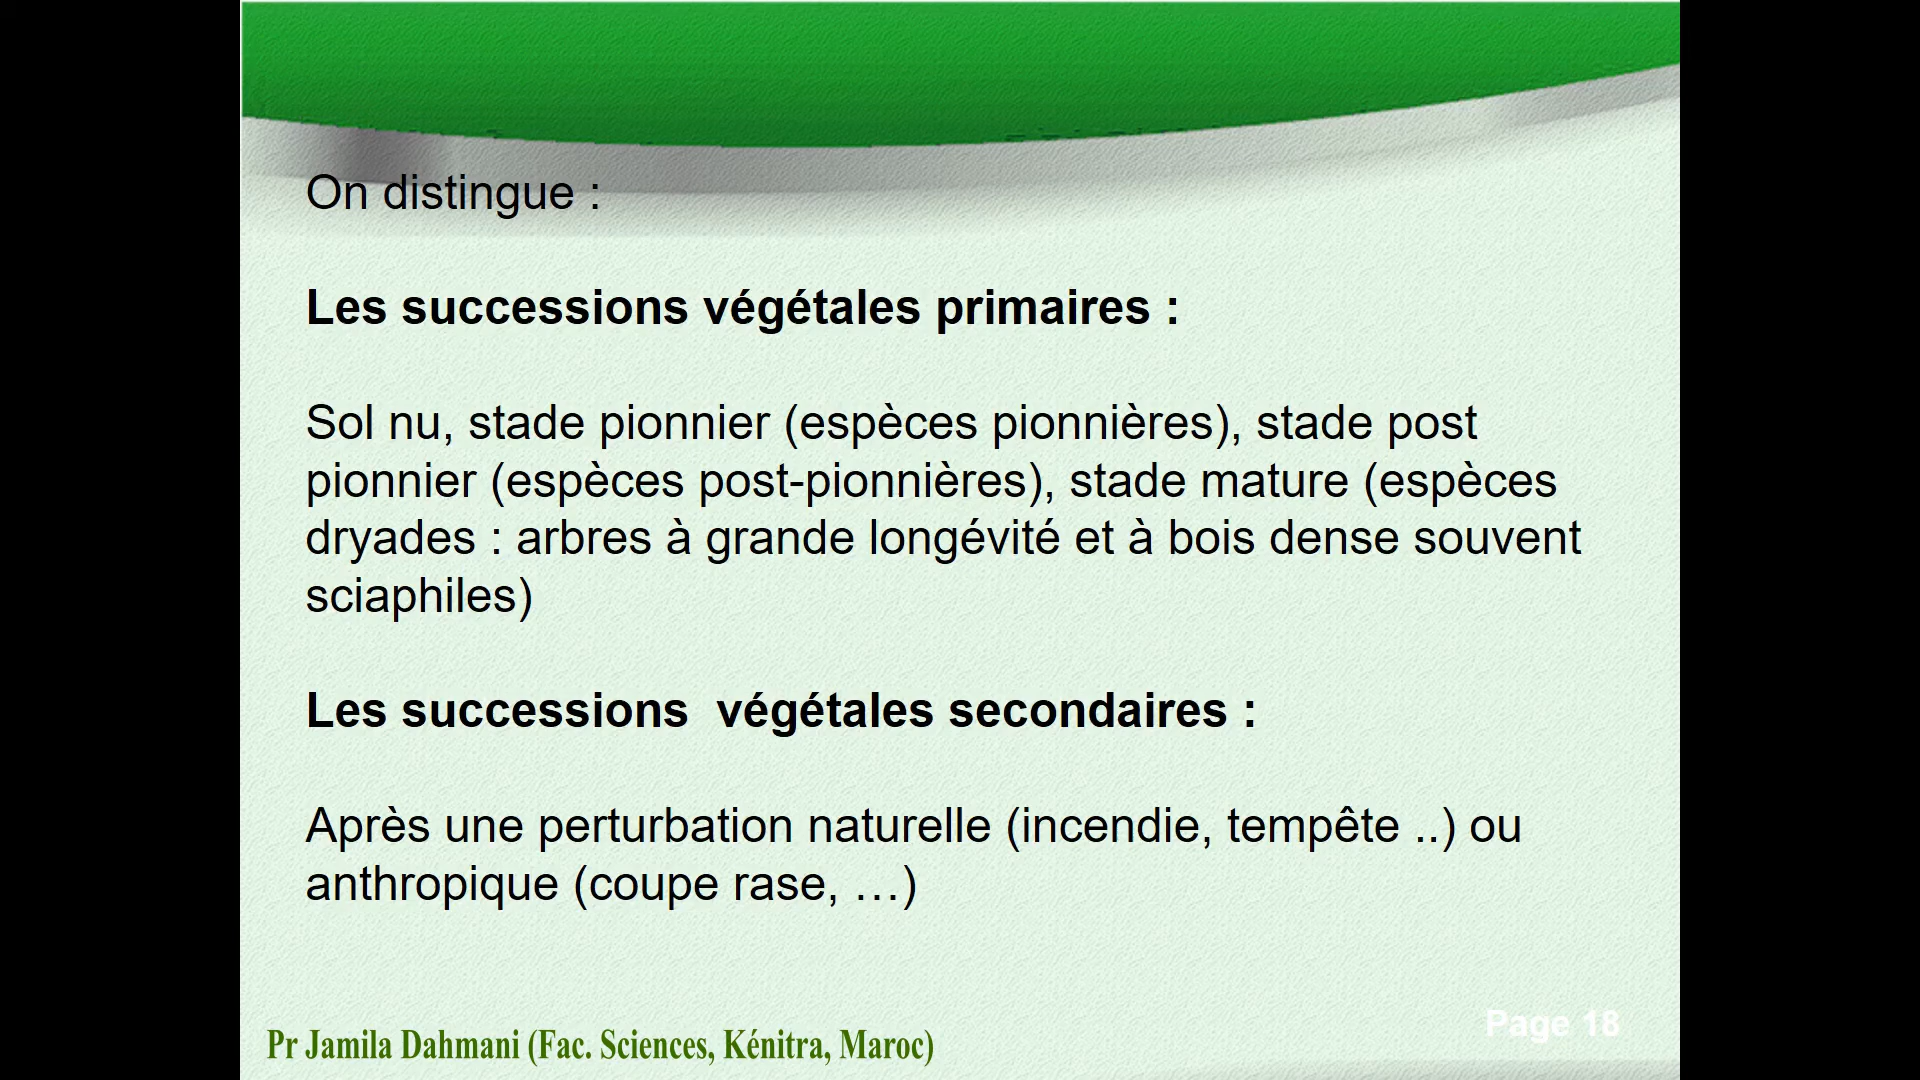 On distingue :
Les successions végétales primaires :
Sol nu, stade pionnier (espèces pionnières), stade post
pionnier (espèces post-pionnières), stade mature (espèces
dryades : arbres à grande longévité et à bois dense souvent
sciaphiles)
Les successions  végétales secondaires :
Après une perturbation naturelle (incendie, tempête ..) ou
anthropique (coupe rase, …)
Page 18
Pr Jamila Dahmani (Fac. Sciences, Kénitra, Maroc)